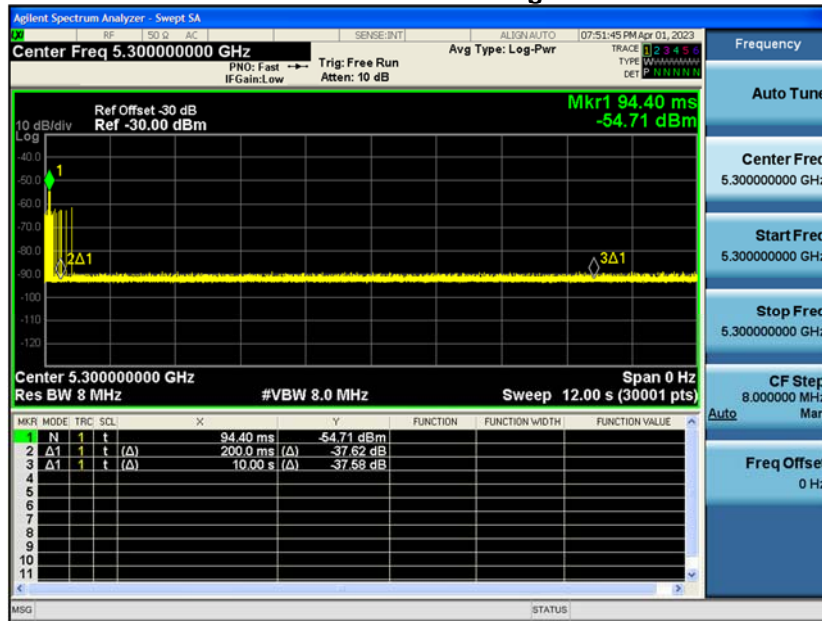 Agilent Spectrum Analyzer - Swept SA
RF 50 Ω AC SENSE:INT ALIGN AUTO 07:51:45 PM Apr 01, 2023
Center Freq 5.300000000 GHz
PNO: Fast
IFGain:Low
Trig: Free Run
Atten: 10 dB
Avg Type: Log-Pwr
TRACE 1 2 3 4 5 6
TYPE WWWWWW
DET P N N N N N
Mkr1 94.40 ms
-54.71 dBm
Ref Offset -30 dB
10 dB/div Ref -30.00 dBm
Log
-40.0
-50.0
-60.0
-70.0
-80.0
-90.0
-100
-110
-120
1
2Δ1
3Δ1
Center 5.300000000 GHz Span 0 Hz
Res BW 8 MHz #VBW 8.0 MHz Sweep 12.00 s (30001 pts)
MKR MODE TRC SCL X Y FUNCTION FUNCTION WIDTH FUNCTION VALUE
1 N 1 t 94.40 ms -54.71 dBm
2 Δ1 1 t (Δ) 200.0 ms (Δ) -37.62 dB
3 Δ1 1 t (Δ) 10.00 s (Δ) -37.58 dB
4
5
6
7
8
9
10
11
MSG STATUS
Frequency
Auto Tune
Center Freq
5.300000000 GHz
Start Freq
5.300000000 GHz
Stop Freq
5.300000000 GHz
CF Step
8.000000 MHz
Auto Man
Freq Offset
0 Hz